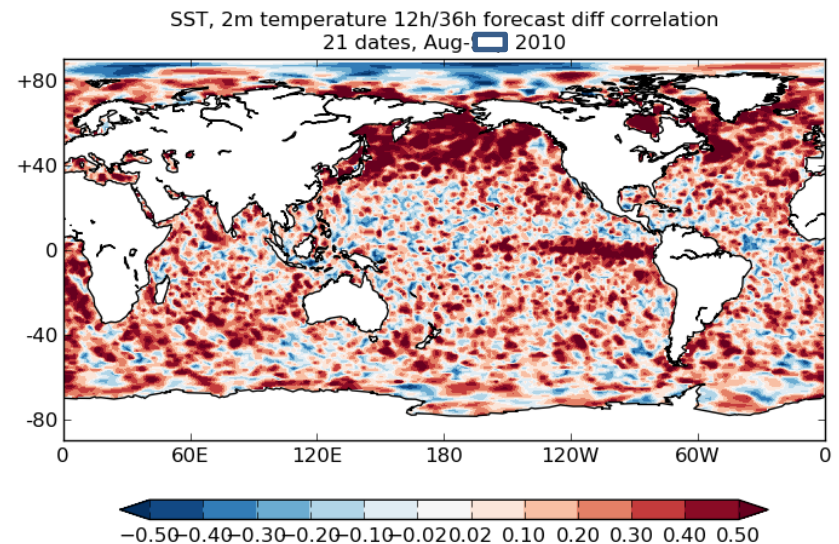 SST, 2m temperature 12h/36h forecast diff correlation
21 dates, Aug- 2010
+80
+40
0
-40
-80
0 60E 120E 180 120W 60W 0
−0.50−0.40−0.30−0.20−0.10−0.020.02 0.10 0.20 0.30 0.40 0.50